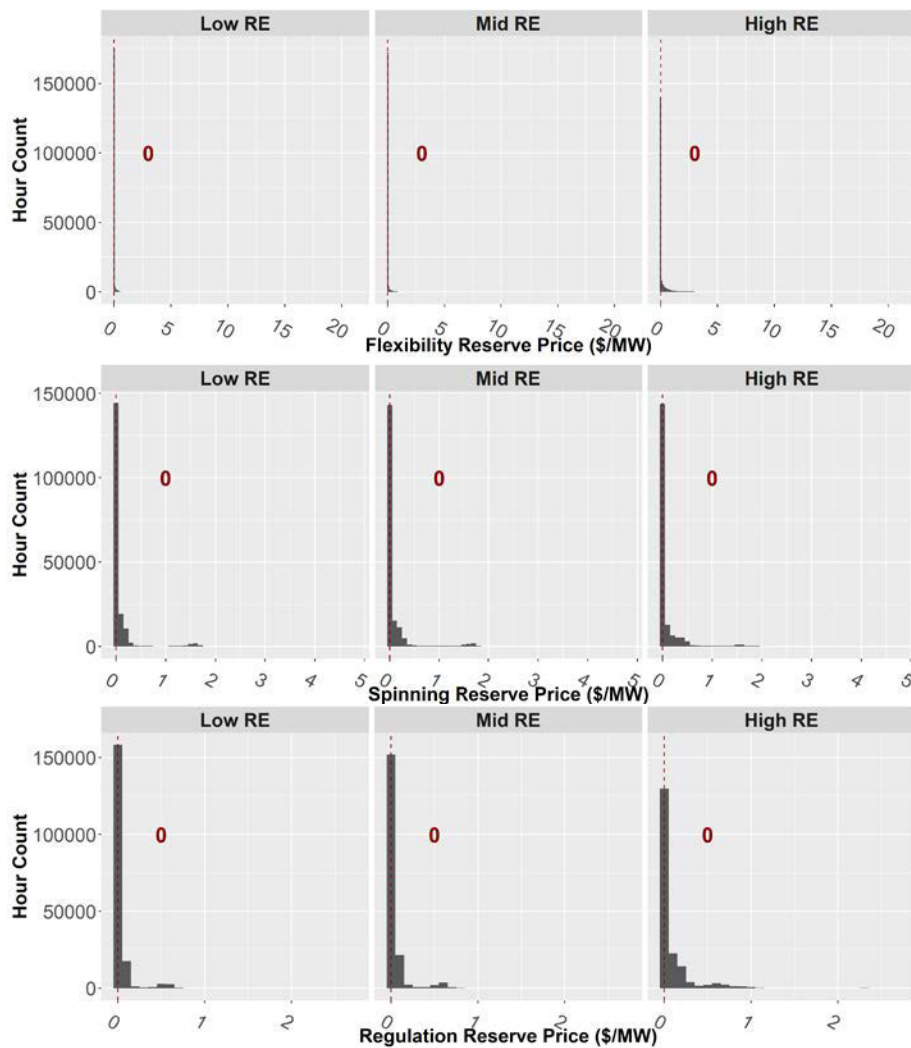 Low RE Mid RE High RE
150000
100000
50000
0
Hour Count
0 0 0
0 5 10 15 20 0 5 10 15 20 0 5 10 15 20
Flexibility Reserve Price ($/MW)
Low RE Mid RE High RE
150000
100000
50000
0
Hour Count
0 0 0
0 1 2 3 4 5 0 1 2 3 4 5 0 1 2 3 4 5
Spinning Reserve Price ($/MW)
Low RE Mid RE High RE
150000
100000
50000
0
Hour Count
0 0 0
0 1 2 0 1 2 0 1 2
Regulation Reserve Price ($/MW)